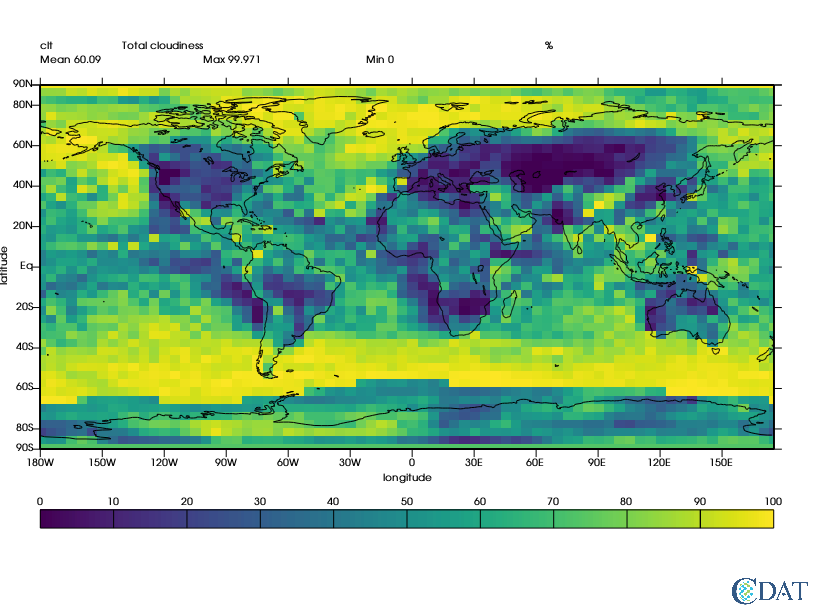 clt Total cloudiness %
Mean 60.09 Max 99.971 Min 0
90N
80N
60N
40N
20N
Eq
20S
40S
60S
80S
90S
latitude
180W 150W 120W 90W 60W 30W 0 30E 60E 90E 120E 150E
longitude
0 10 20 30 40 50 60 70 80 90 100
CDAT